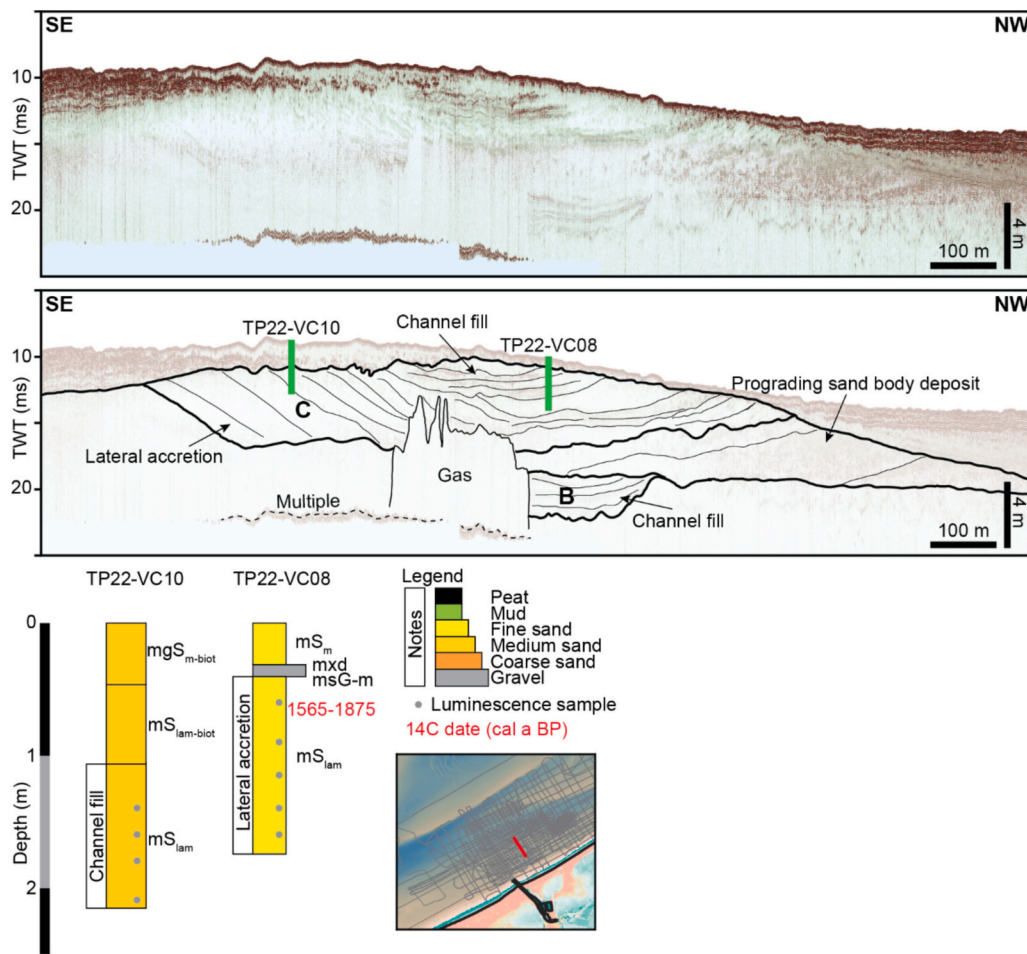 SE
NW
10
TWT (ms)
20
4 m
100 m
SE
NW
TP22-VC10
Channel fill
TP22-VC08
10
Prograding sand body deposit
TWT (ms)
C
Lateral accretion
Gas
20
B
Multiple
Channel fill
4 m
100 m
TP22-VC10
TP22-VC08
Depth (m)
0
1
2
mgSm-biot
mSlam-biot
mSlam
Channel fill
mSm
mxd
msG-m
1565-1875
mSlam
Lateral accretion
Legend
Notes
Peat
Mud
Fine sand
Medium sand
Coarse sand
Gravel
Luminescence sample
14C date (cal a BP)